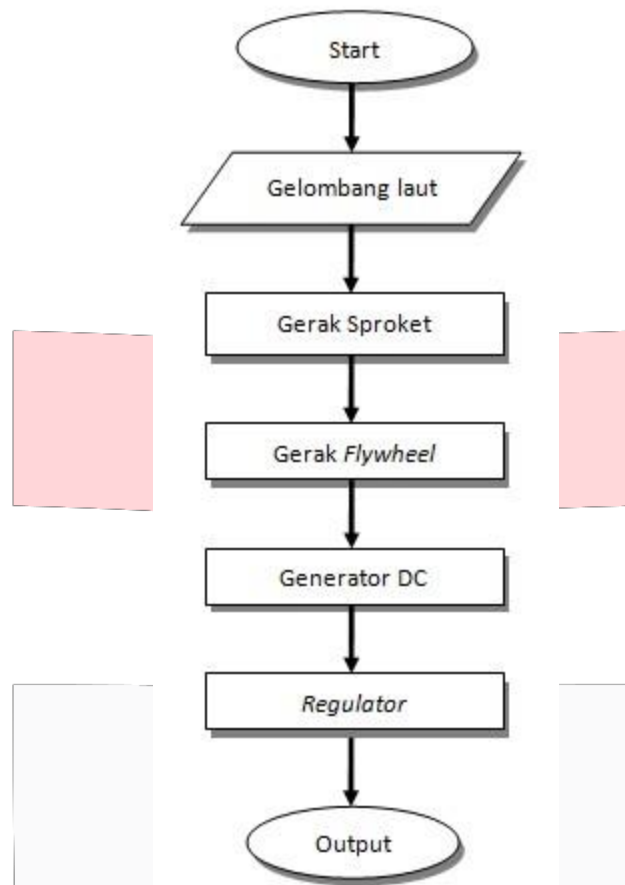 Start
Gelombang laut
Gerak Sproket
Gerak Flywheel
Generator DC
Regulator
Output